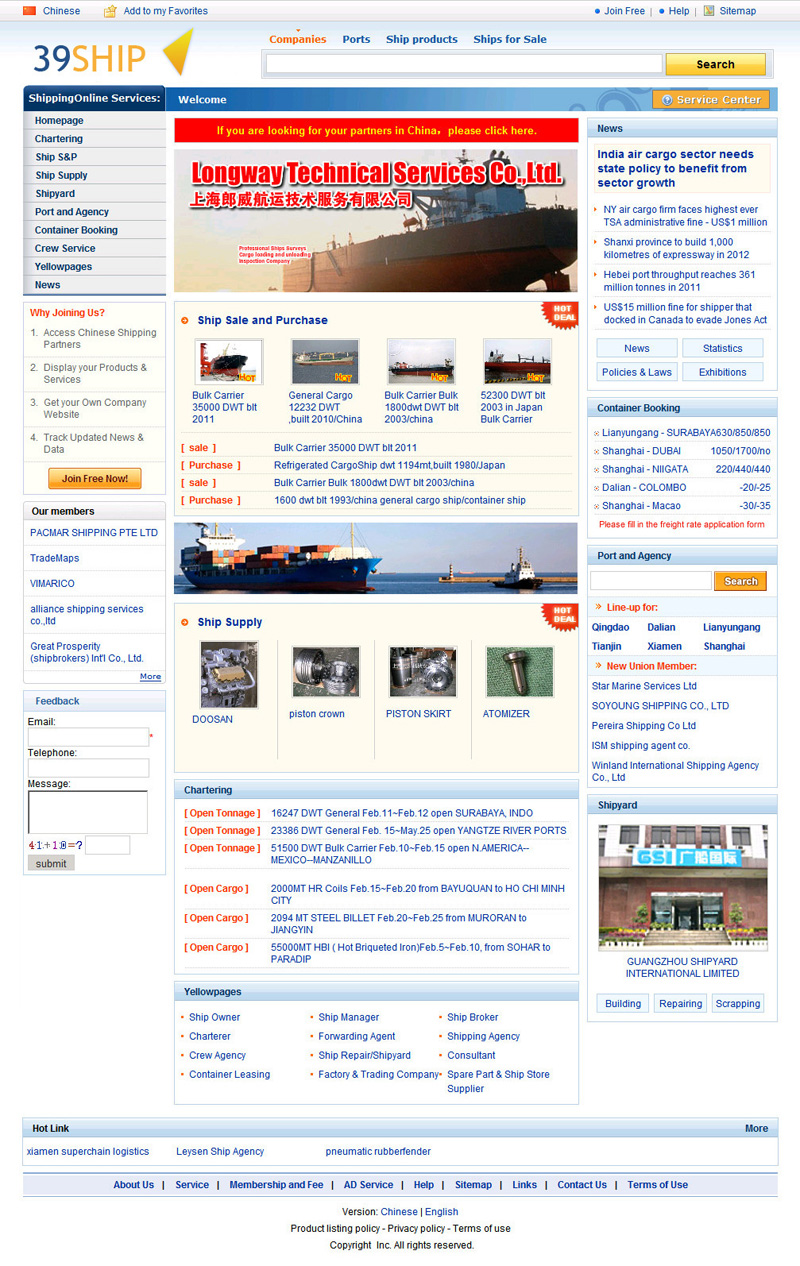 Chinese
Add to my Favorites
Join Free | Help | Sitemap
39SHIP
Companies Ports Ship products Ships for Sale
Search
ShippingOnline Services:
Homepage
Chartering
Ship S&P
Ship Supply
Shipyard
Port and Agency
Container Booking
Crew Service
Yellowpages
News
Why Joining Us?
1. Access Chinese Shipping
Partners
2. Display your Products &
Services
3. Get your Own Company
Website
4. Track Updated News &
Data
Join Free Now!
Our members
PACMAR SHIPPING PTE LTD
TradeMaps
VIMARICO
alliance shipping services
co.,ltd
Great Prosperity
(shipbrokers) Int'l Co., Ltd.
More
Feedback
Email:
*
Telephone:
Message:
submit
Welcome
Service Center
If you are looking for your partners in China，please click here.
Longway Technical Services Co.,Ltd.
上海郎威航运技术服务有限公司
Professional Ships Surveys
Cargo loading and unloading
Inspection Company
Ship Sale and Purchase
HOT
DEAL
Hot
Hot
Hot
Hot
Bulk Carrier
35000 DWT blt
2011
General Cargo
12232 DWT
,built 2010/China
Bulk Carrier Bulk
1800dwt DWT blt
2003/china
52300 DWT blt
2003 in Japan
Bulk Carrier
[ sale ] Bulk Carrier 35000 DWT blt 2011
[ Purchase ] Refrigerated CargoShip dwt 1194mt,built 1980/Japan
[ sale ] Bulk Carrier Bulk 1800dwt DWT blt 2003/china
[ Purchase ] 1600 dwt blt 1993/china general cargo ship/container ship
Ship Supply
HOT
DEAL
DOOSAN
piston crown
PISTON SKIRT
ATOMIZER
Chartering
[ Open Tonnage ] 16247 DWT General Feb.11~Feb.12 open SURABAYA, INDO
[ Open Tonnage ] 23386 DWT General Feb. 15~May.25 open YANGTZE RIVER PORTS
[ Open Tonnage ] 51500 DWT Bulk Carrier Feb.10~Feb.15 open N.AMERICA--
MEXICO--MANZANILLO
[ Open Cargo ] 2000MT HR Coils Feb.15~Feb.20 from BAYUQUAN to HO CHI MINH
CITY
[ Open Cargo ] 2094 MT STEEL BILLET Feb.20~Feb.25 from MURORAN to
JIANGYIN
[ Open Cargo ] 55000MT HBI ( Hot Briqueted Iron)Feb.5~Feb.10, from SOHAR to
PARADIP
Yellowpages
Ship Owner
Ship Manager
Ship Broker
Charterer
Forwarding Agent
Shipping Agency
Crew Agency
Ship Repair/Shipyard
Consultant
Container Leasing
Factory & Trading Company
Spare Part & Ship Store
Supplier
News
India air cargo sector needs
state policy to benefit from
sector growth
NY air cargo firm faces highest ever
TSA administrative fine - US$1 million
Shanxi province to build 1,000
kilometres of expressway in 2012
Hebei port throughput reaches 361
million tonnes in 2011
US$15 million fine for shipper that
docked in Canada to evade Jones Act
News
Statistics
Policies & Laws
Exhibitions
Container Booking
Lianyungang - SURABAYA630/850/850
Shanghai - DUBAI 1050/1700/no
Shanghai - NIIGATA 220/440/440
Dalian - COLOMBO -20/-25
Shanghai - Macao -30/-35
Please fill in the freight rate application form
Port and Agency
Search
Line-up for:
Qingdao Dalian Lianyungang
Tianjin Xiamen Shanghai
New Union Member:
Star Marine Services Ltd
SOYOUNG SHIPPING CO., LTD
Pereira Shipping Co Ltd
ISM shipping agent co.
Winland International Shipping Agency
Co., Ltd
Shipyard
GSI 广船国际
GUANGZHOU SHIPYARD
INTERNATIONAL LIMITED
Building
Repairing
Scrapping
Hot Link
More
xiamen superchain logistics
Leysen Ship Agency
pneumatic rubberfender
About Us | Service | Membership and Fee | AD Service | Help | Sitemap | Links | Contact Us | Terms of Use
Version: Chinese | English
Product listing policy - Privacy policy - Terms of use
Copyright Inc. All rights reserved.